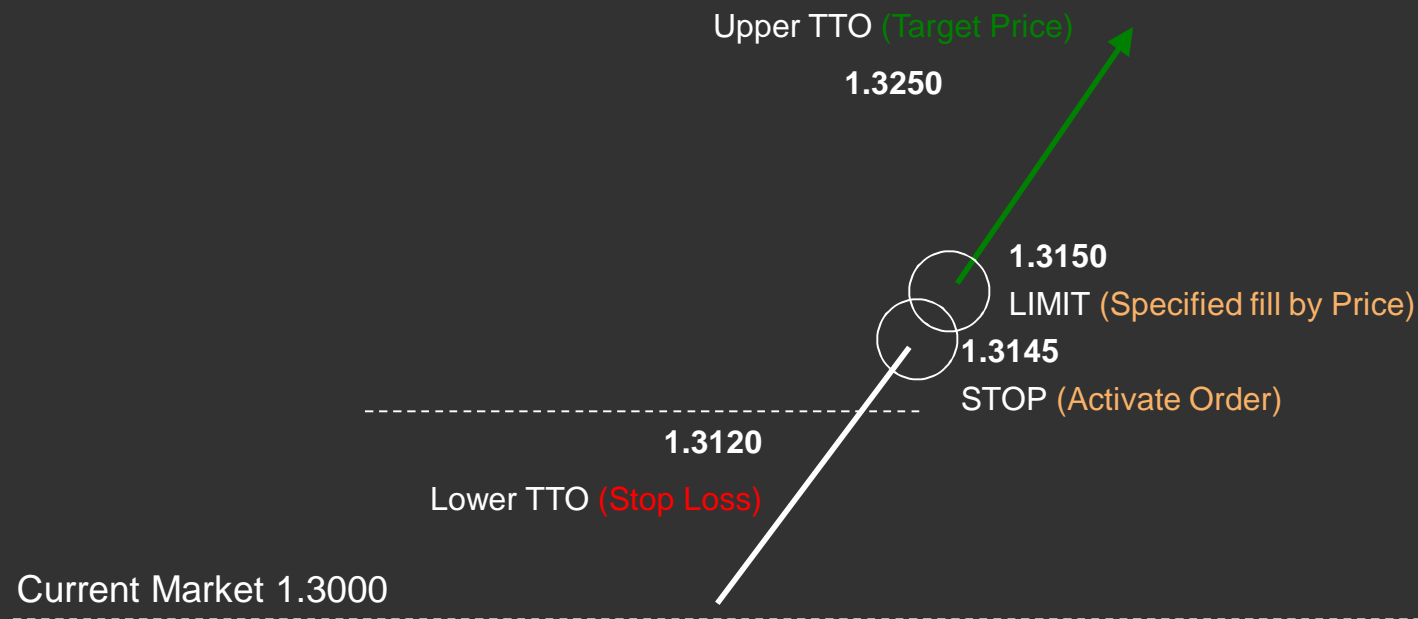 Upper TTO (Target Price)
1.3250
1.3150
LIMIT (Specified fill by Price)
1.3145
STOP (Activate Order)
1.3120
Lower TTO (Stop Loss)
Current Market 1.3000